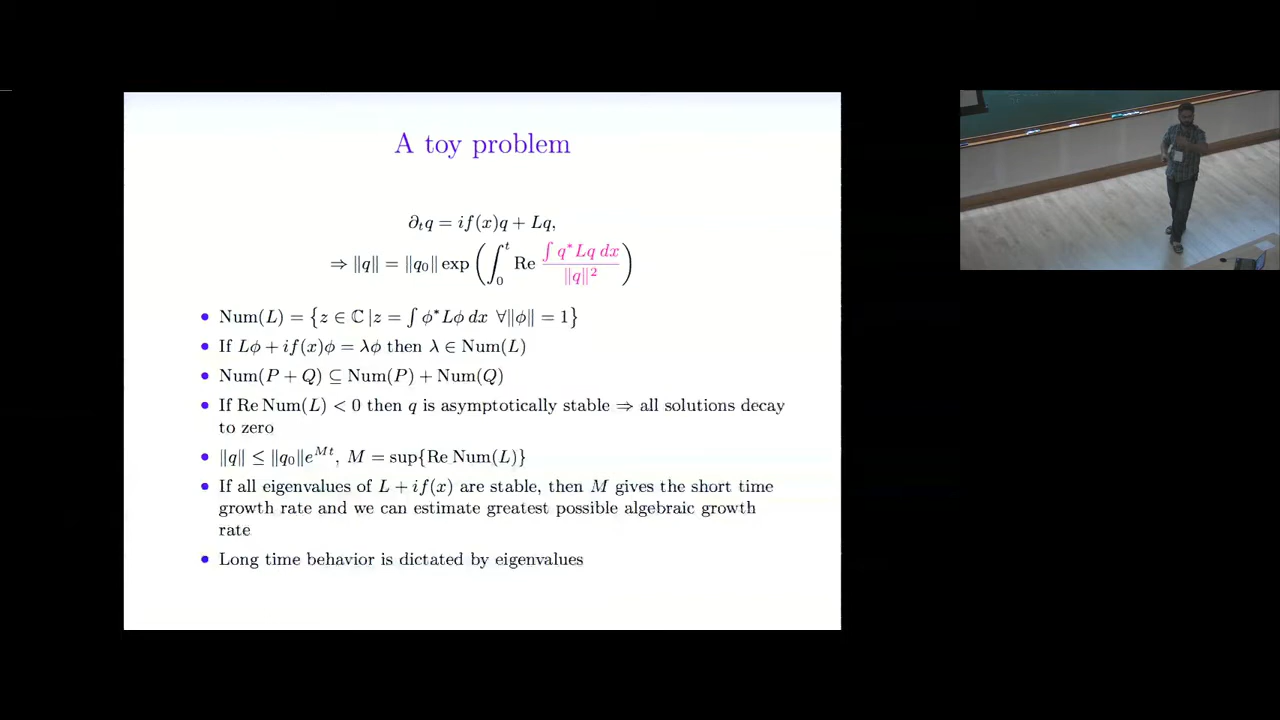 A toy problem
∂ₜq = if(x)q + Lq,
⇒ ‖q‖ = ‖q₀‖ exp ( ∫₀ᵗ Re ∫ q*Lq dx / ‖q‖² )
• Num(L) = {z ∈ ℂ |z = ∫ ϕ*Lϕ dx ∀‖ϕ‖ = 1}
• If Lϕ + if(x)ϕ = λϕ then λ ∈ Num(L)
• Num(P + Q) ⊆ Num(P) + Num(Q)
• If Re Num(L) < 0 then q is asymptotically stable ⇒ all solutions decay
to zero
• ‖q‖ ≤ ‖q₀‖eᴹᵗ, M = sup{Re Num(L)}
• If all eigenvalues of L + if(x) are stable, then M gives the short time
growth rate and we can estimate greatest possible algebraic growth
rate
• Long time behavior is dictated by eigenvalues